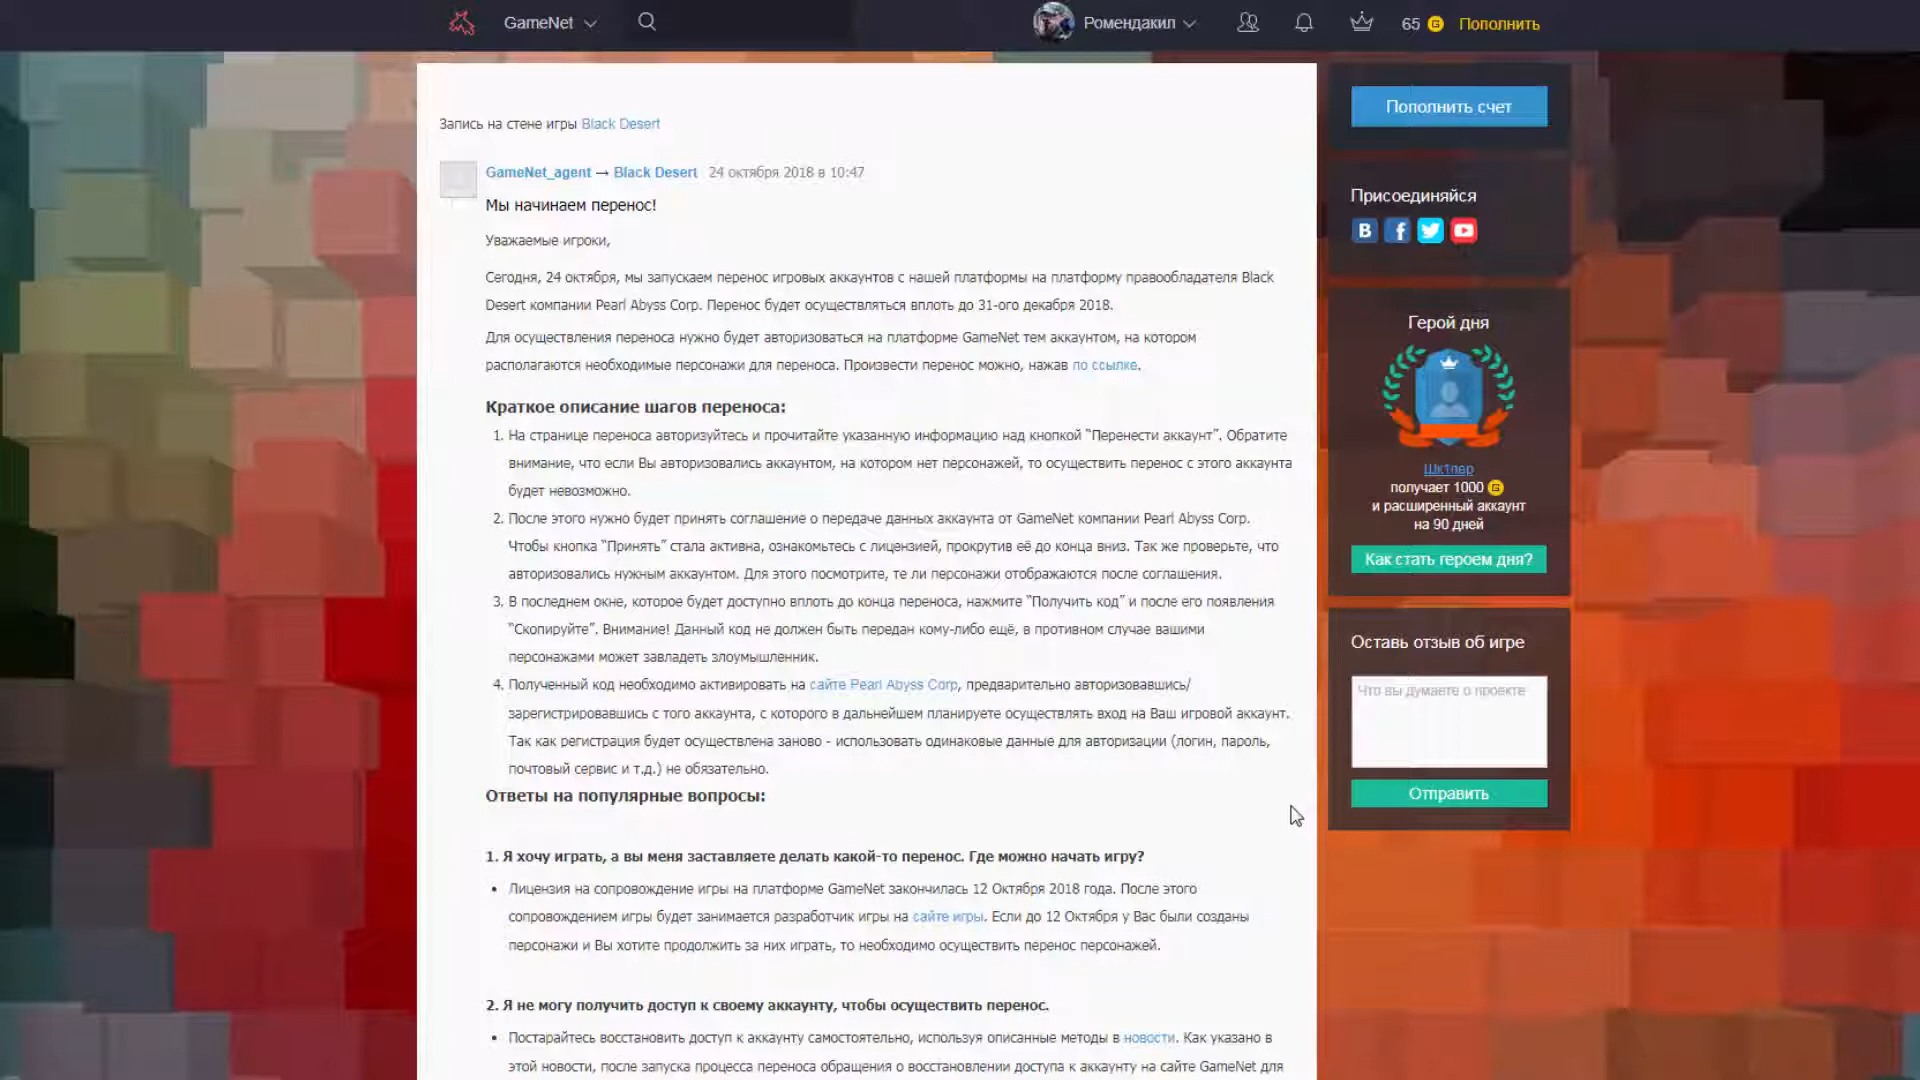 GameNet
Ромендакил
65
Пополнить
Запись на стене игры Black Desert
GameNet_agent → Black Desert 24 октября 2018 в 10:47
Мы начинаем перенос!
Уважаемые игроки,
Сегодня, 24 октября, мы запускаем перенос игровых аккаунтов с нашей платформы на платформу правообладателя Black
Desert компании Pearl Abyss Corp. Перенос будет осуществляться вплоть до 31-ого декабря 2018.
Для осуществления переноса нужно будет авторизоваться на платформе GameNet тем аккаунтом, на котором
располагаются необходимые персонажи для переноса. Произвести перенос можно, нажав по ссылке.
Краткое описание шагов переноса:
1. На странице переноса авторизуйтесь и прочитайте указанную информацию над кнопкой “Перенести аккаунт”. Обратите
внимание, что если Вы авторизовались аккаунтом, на котором нет персонажей, то осуществить перенос с этого аккаунта
будет невозможно.
2. После этого нужно будет принять соглашение о передаче данных аккаунта от GameNet компании Pearl Abyss Corp.
Чтобы кнопка “Принять” стала активна, ознакомьтесь с лицензией, прокрутив её до конца вниз. Так же проверьте, что
авторизовались нужным аккаунтом. Для этого посмотрите, те ли персонажи отображаются после соглашения.
3. В последнем окне, которое будет доступно вплоть до конца переноса, нажмите “Получить код” и после его появления
“Скопируйте”. Внимание! Данный код не должен быть передан кому-либо ещё, в противном случае вашими
персонажами может завладеть злоумышленник.
4. Полученный код необходимо активировать на сайте Pearl Abyss Corp, предварительно авторизовавшись/
зарегистрировавшись с того аккаунта, с которого в дальнейшем планируете осуществлять вход на Ваш игровой аккаунт.
Так как регистрация будет осуществлена заново - использовать одинаковые данные для авторизации (логин, пароль,
почтовый сервис и т.д.) не обязательно.
Ответы на популярные вопросы:
1. Я хочу играть, а вы меня заставляете делать какой-то перенос. Где можно начать игру?
• Лицензия на сопровождение игры на платформе GameNet закончилась 12 Октября 2018 года. После этого
сопровождением игры будет занимается разработчик игры на сайте игры. Если до 12 Октября у Вас были созданы
персонажи и Вы хотите продолжить за них играть, то необходимо осуществить перенос персонажей.
2. Я не могу получить доступ к своему аккаунту, чтобы осуществить перенос.
• Постарайтесь восстановить доступ к аккаунту самостоятельно, используя описанные методы в новости. Как указано в
этой новости, после запуска процесса переноса обращения о восстановлении доступа к аккаунту на сайте GameNet для
Пополнить счет
Присоединяйся
Герой дня
Шк1пер
получает 1000
и расширенный аккаунт
на 90 дней
Как стать героем дня?
Оставь отзыв об игре
Что вы думаете о проекте
Отправить